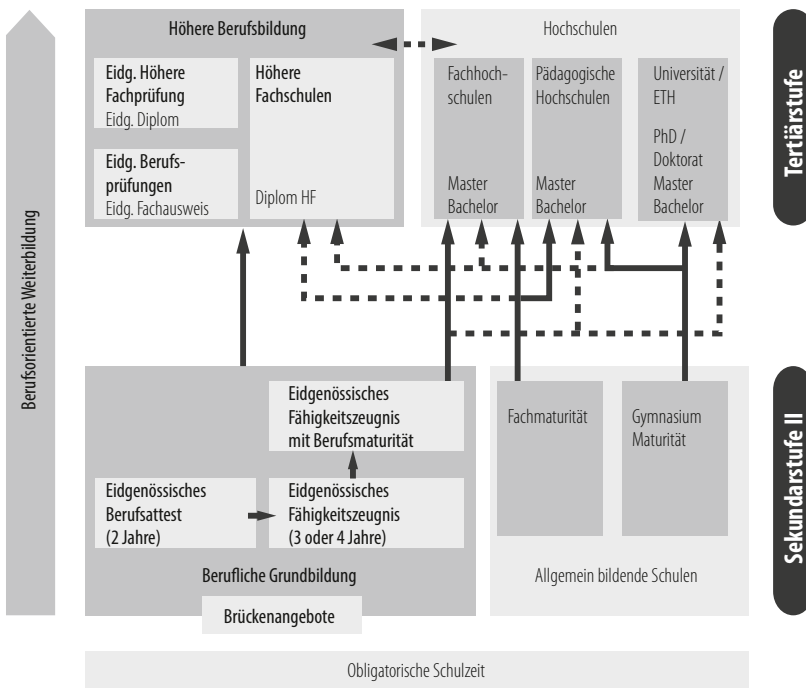 Höhere Berufsbildung
Eidg. Höhere
Fachprüfung
Eidg. Diplom
Eidg. Berufs-
prüfungen
Eidg. Fachausweis
Höhere
Fachschulen
Diplom HF
Hochschulen
Fachhoch-
schulen
Master
Bachelor
Pädagogische
Hochschulen
Master
Bachelor
Universität /
ETH
PhD /
Doktorat
Master
Bachelor
Tertiärstufe
Berufsorientierte Weiterbildung
Eidgenössisches
Fähigkeitszeugnis
mit Berufsmaturität
Eidgenössisches
Berufsattest
(2 Jahre)
Eidgenössisches
Fähigkeitszeugnis
(3 oder 4 Jahre)
Berufliche Grundbildung
Brückenangebote
Fachmaturität
Gymnasium
Maturität
Allgemein bildende Schulen
Sekundarstufe II
Obligatorische Schulzeit